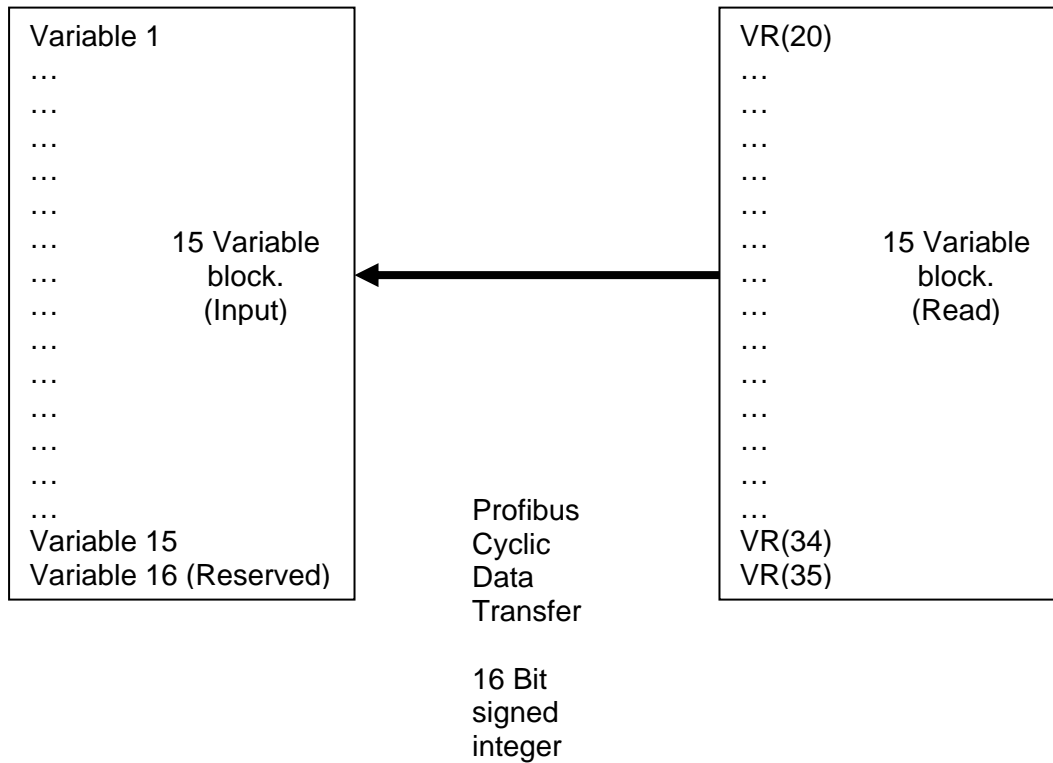 Variable 1
…
…
…
…
…
…
…
…
…
…
…
…
…
…
Variable 15
Variable 16 (Reserved)
15 Variable
block.
(Input)
Profibus
Cyclic
Data
Transfer
16 Bit
signed
integer
VR(20)
…
…
…
…
…
…
…
…
…
…
…
…
…
…
VR(34)
VR(35)
15 Variable
block.
(Read)